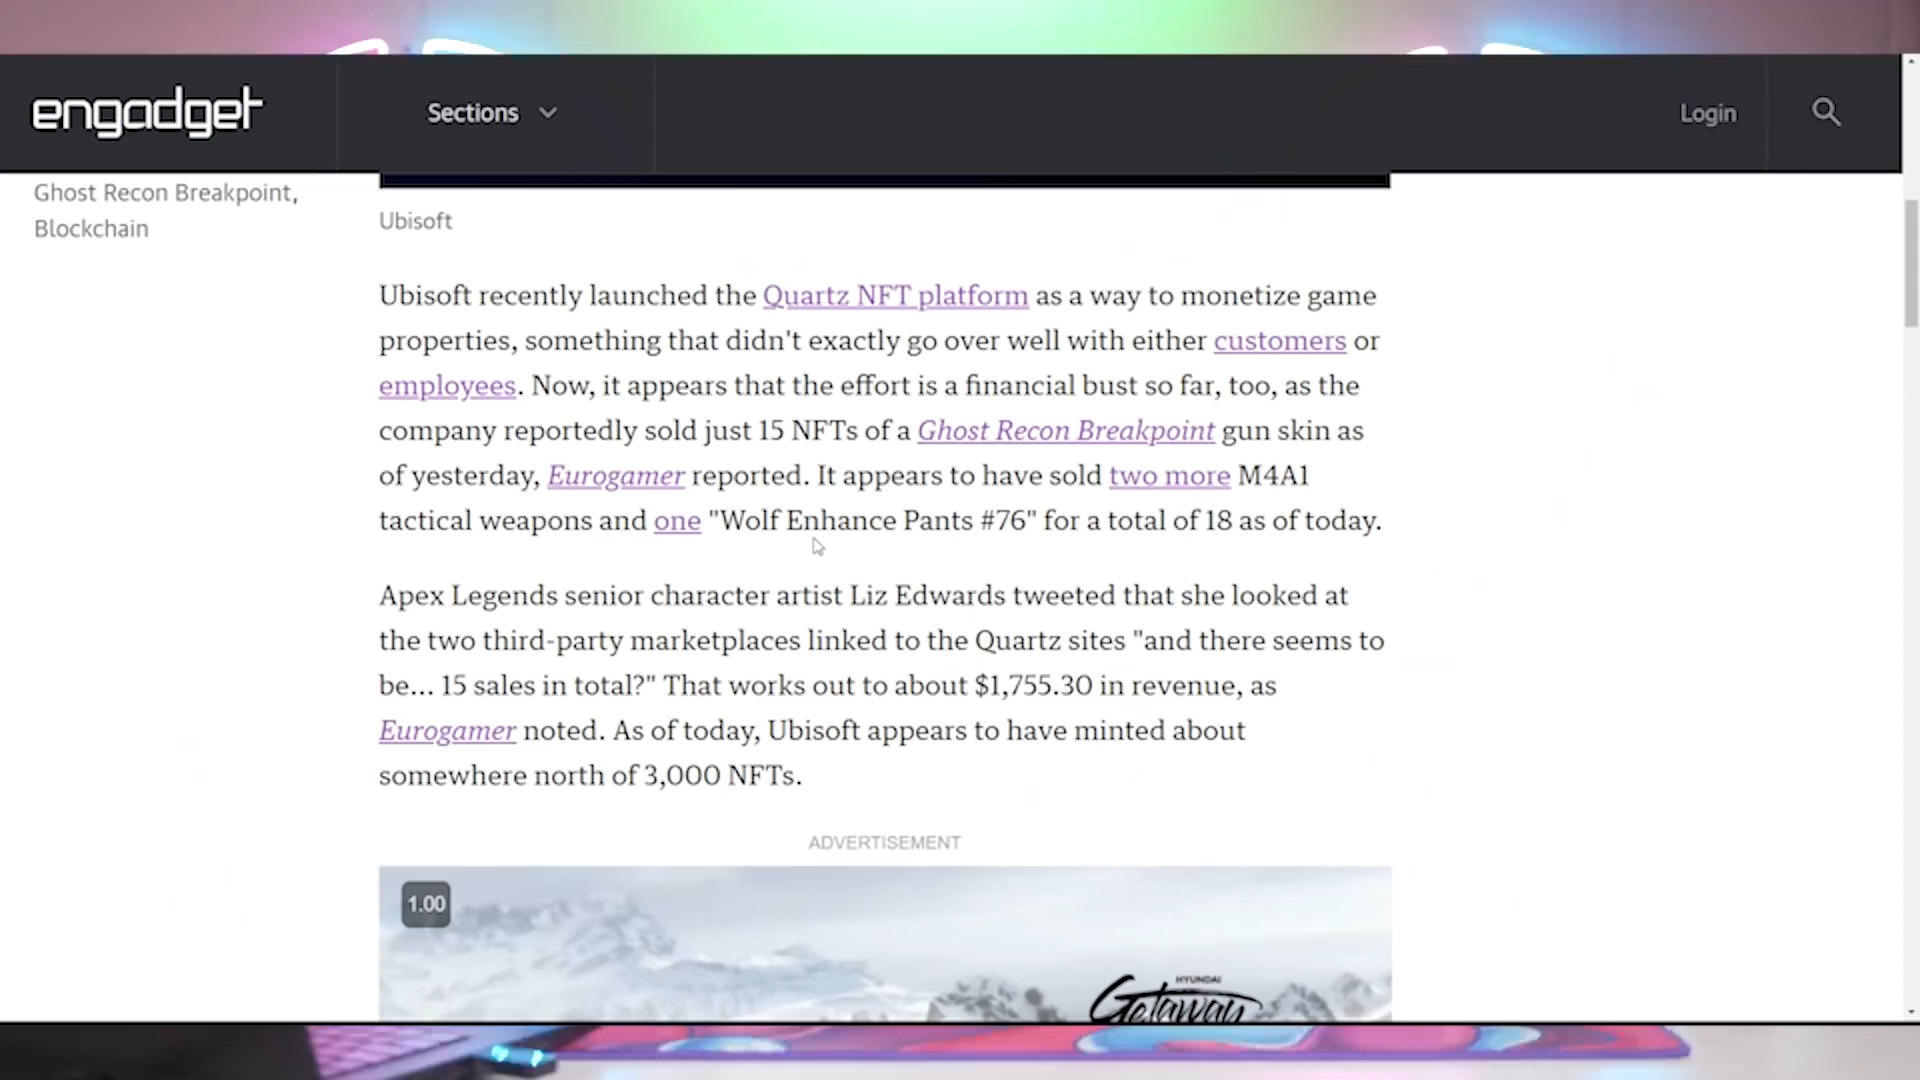 engadget
Sections
Login
Ghost Recon Breakpoint,
Blockchain
Ubisoft
Ubisoft recently launched the Quartz NFT platform as a way to monetize game
properties, something that didn't exactly go over well with either customers or
employees. Now, it appears that the effort is a financial bust so far, too, as the
company reportedly sold just 15 NFTs of a Ghost Recon Breakpoint gun skin as
of yesterday, Eurogamer reported. It appears to have sold two more M4A1
tactical weapons and one "Wolf Enhance Pants #76" for a total of 18 as of today.
Apex Legends senior character artist Liz Edwards tweeted that she looked at
the two third-party marketplaces linked to the Quartz sites "and there seems to
be... 15 sales in total?" That works out to about $1,755.30 in revenue, as
Eurogamer noted. As of today, Ubisoft appears to have minted about
somewhere north of 3,000 NFTs.
ADVERTISEMENT
1.00
HYUNDAI
Getaway